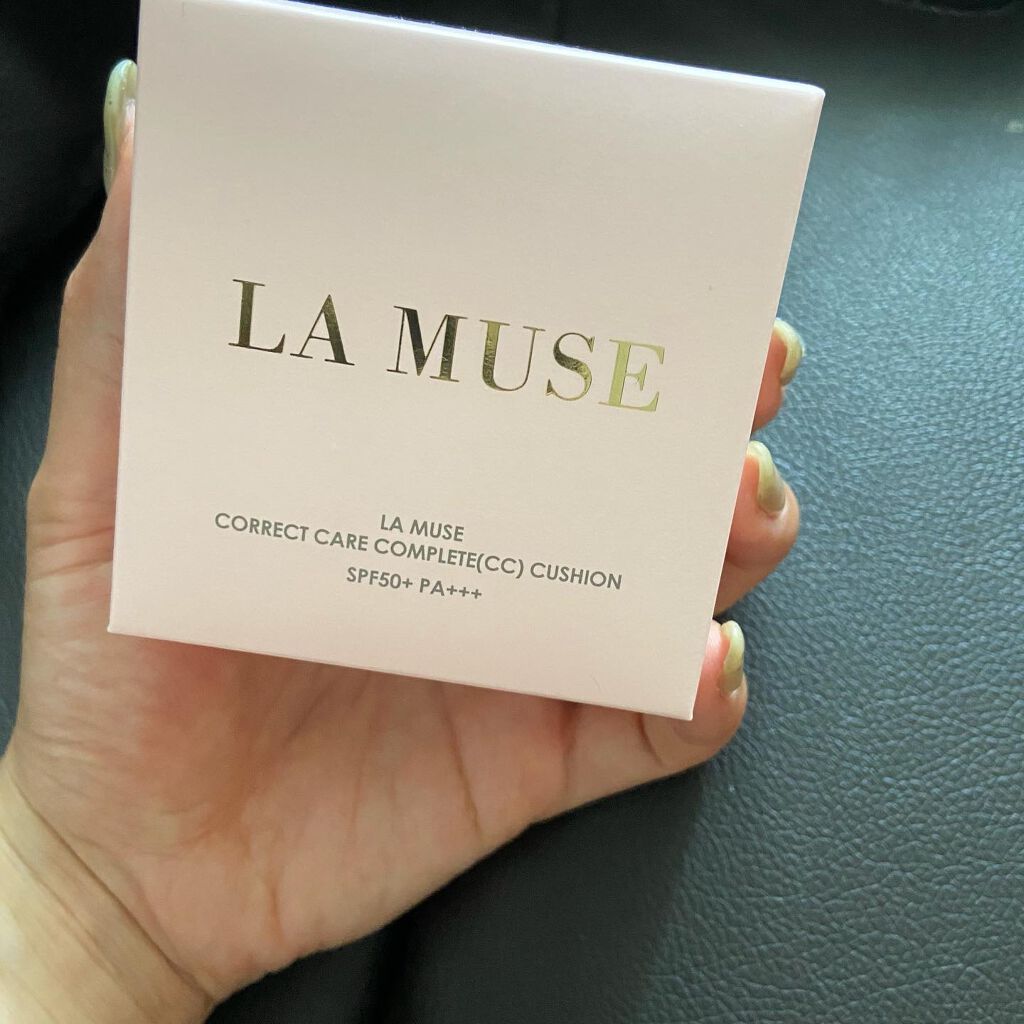 LA MUSE
LA MUSE
CORRECT CARE COMPLETE(CC) CUSHION
SPF50+ PA+++